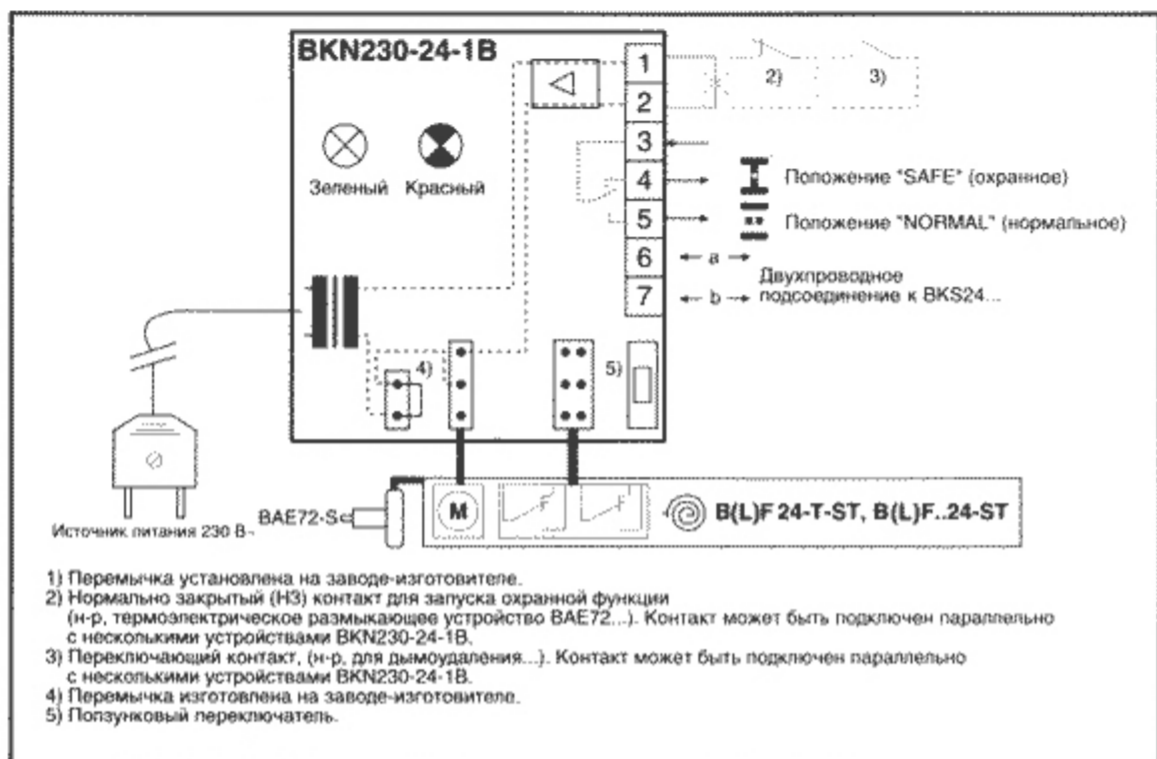 BKN230-24-1B
1
2
3
4
5
6
7
2)
3)
Зеленый Красный
Положение "SAFE" (охранное)
Положение "NORMAL" (нормальное)
a
b
Двухпроводное
подсоединение к BKS24...
4)
5)
Источник питания 230 В~
BAE72-S
M
B(L)F 24-T-ST, B(L)F..24-ST
1) Перемычка установлена на заводе-изготовителе.
2) Нормально закрытый (НЗ) контакт для запуска охранной функции
(н-р, термоэлектрическое размыкающее устройство BAE72...). Контакт может быть подключен параллельно
с несколькими устройствами BKN230-24-1B.
3) Переключающий контакт, (н-р, для дымоудаления...). Контакт может быть подключен параллельно
с несколькими устройствами BKN230-24-1B.
4) Перемычка изготовлена на заводе-изготовителе.
5) Ползунковый переключатель.